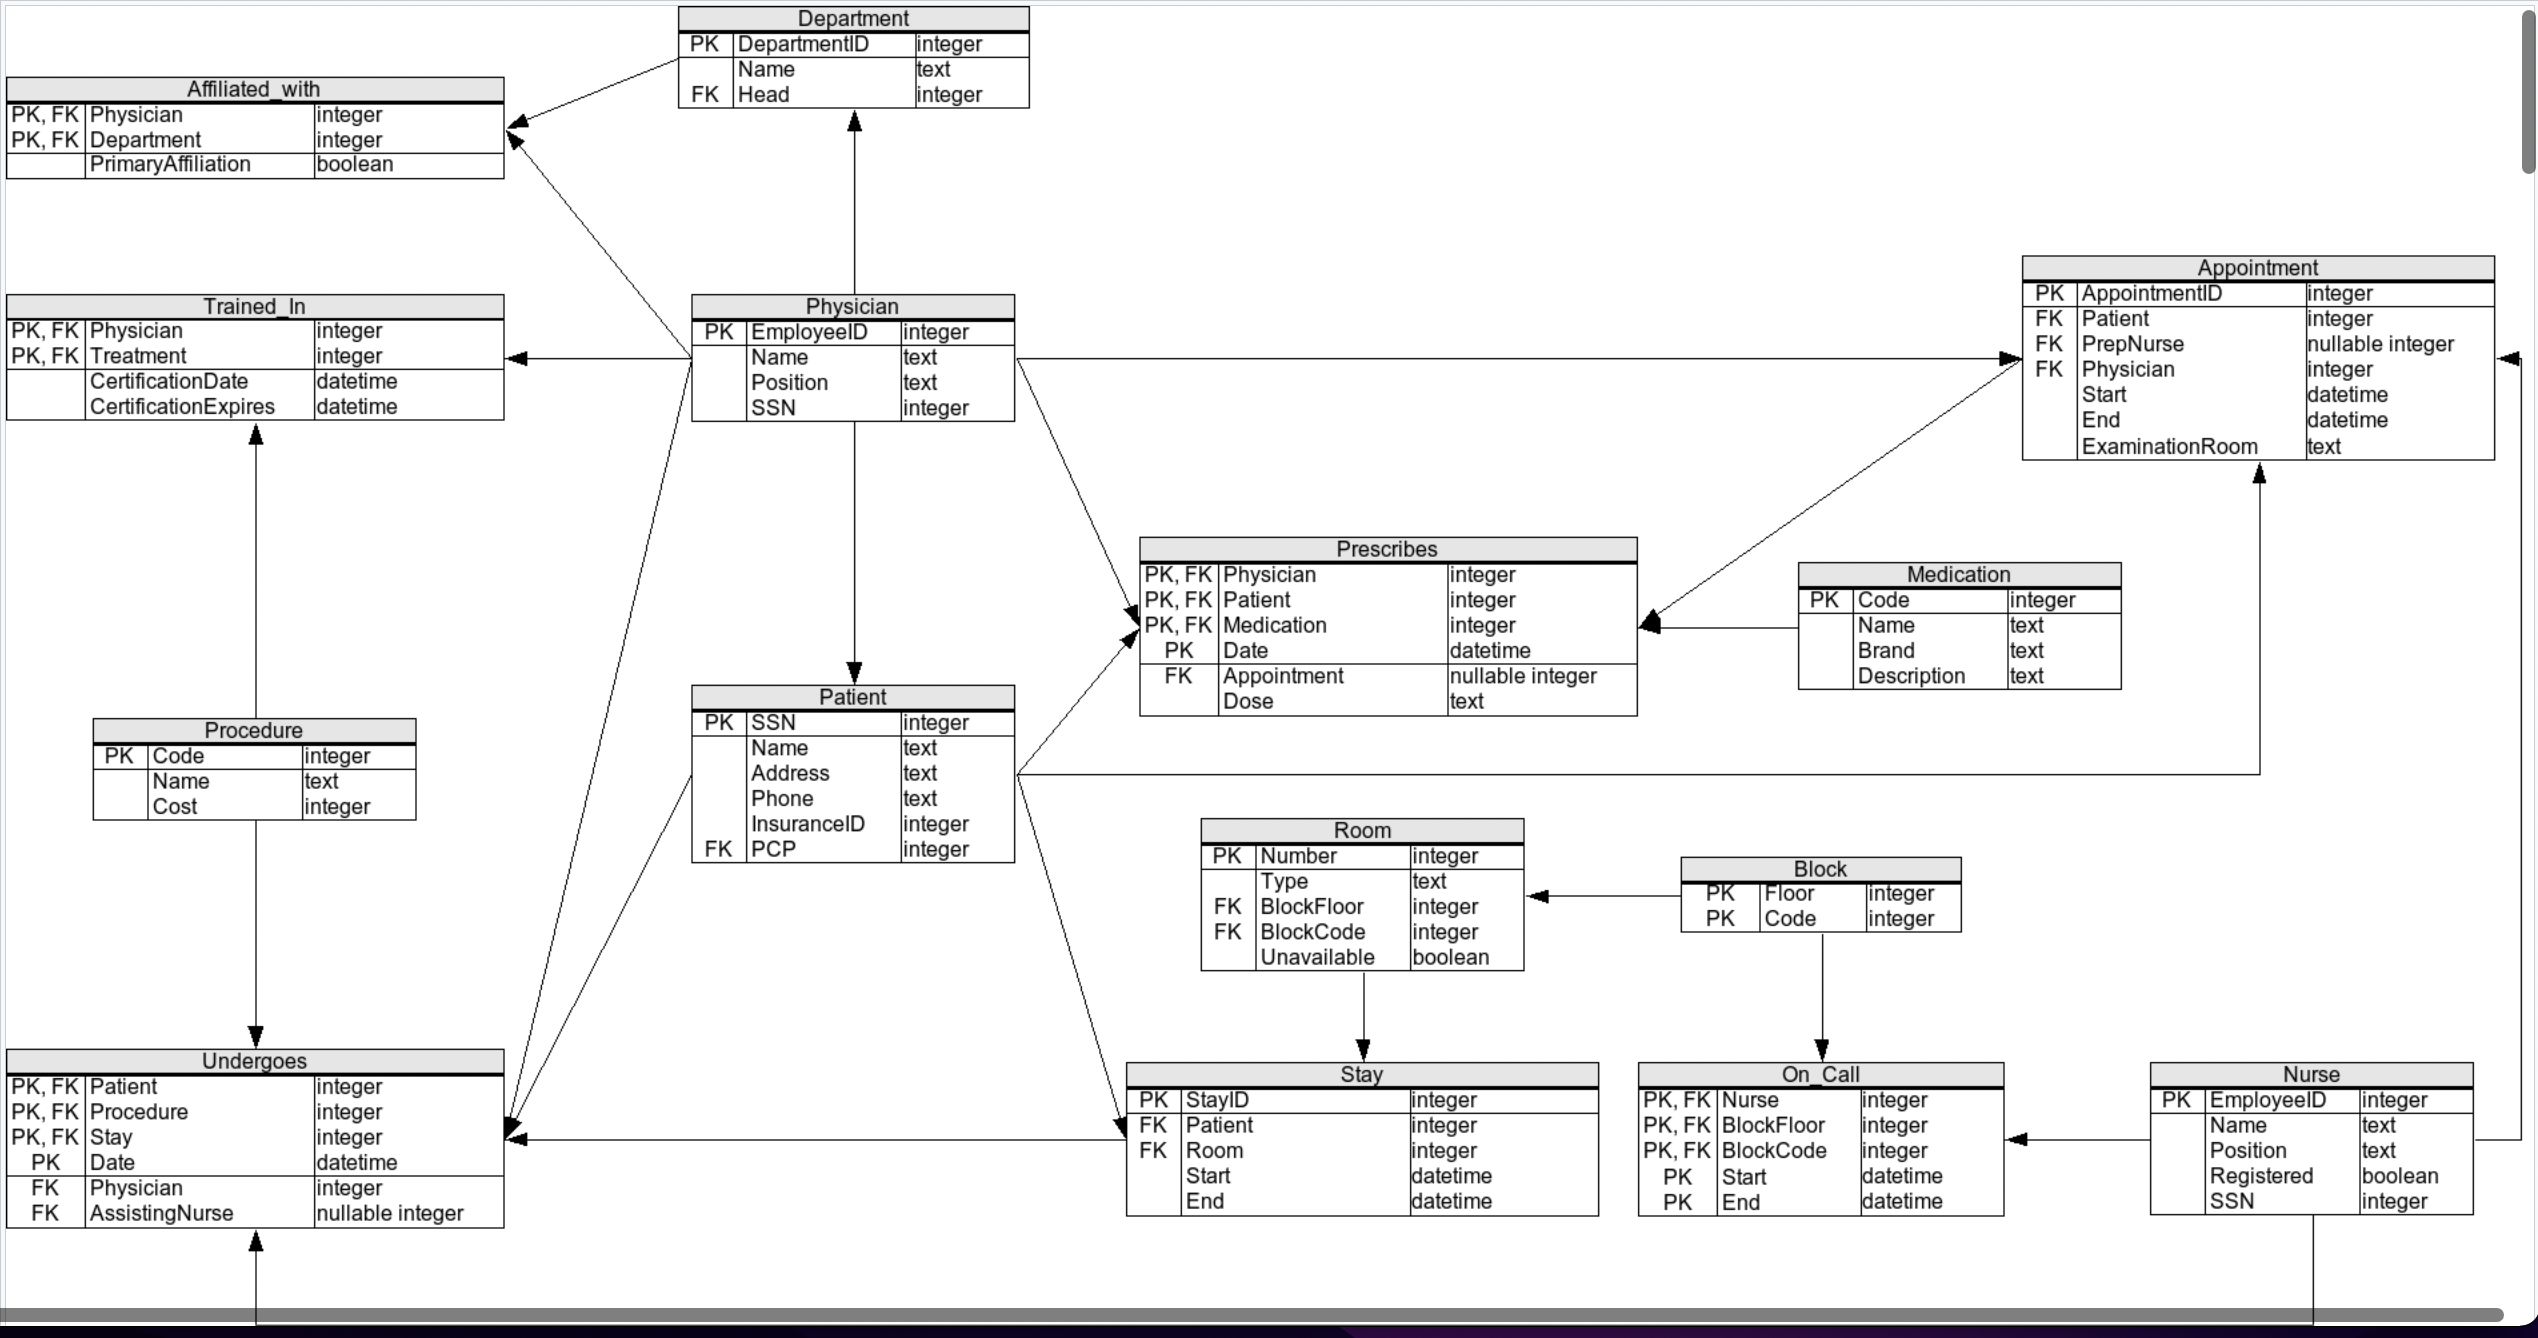 Department
PK DepartmentID integer
Name text
FK Head integer
Affiliated_with
PK, FK Physician integer
PK, FK Department integer
PrimaryAffiliation boolean
Trained_In
PK, FK Physician integer
PK, FK Treatment integer
CertificationDate datetime
CertificationExpires datetime
Physician
PK EmployeeID integer
Name text
Position text
SSN integer
Appointment
PK AppointmentID integer
FK Patient integer
FK PrepNurse nullable integer
FK Physician integer
Start datetime
End datetime
ExaminationRoom text
Prescribes
PK, FK Physician integer
PK, FK Patient integer
PK, FK Medication integer
PK Date datetime
FK Appointment nullable integer
Dose text
Medication
PK Code integer
Name text
Brand text
Description text
Patient
PK SSN integer
Name text
Address text
Phone text
InsuranceID integer
FK PCP integer
Procedure
PK Code integer
Name text
Cost integer
Room
PK Number integer
Type text
FK BlockFloor integer
FK BlockCode integer
Unavailable boolean
Block
PK Floor integer
PK Code integer
Undergoes
PK, FK Patient integer
PK, FK Procedure integer
PK, FK Stay integer
PK Date datetime
FK Physician integer
FK AssistingNurse nullable integer
Stay
PK StayID integer
FK Patient integer
FK Room integer
Start datetime
End datetime
On_Call
PK, FK Nurse integer
PK, FK BlockFloor integer
PK, FK BlockCode integer
PK Start datetime
PK End datetime
Nurse
PK EmployeeID integer
Name text
Position text
Registered boolean
SSN integer